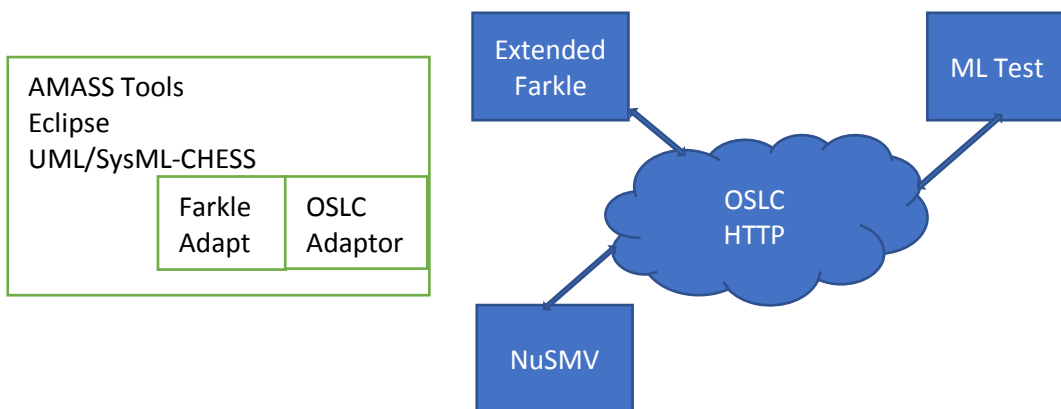 AMASS Tools
Eclipse
UML/SysML-CHESS
Farkle
Adapt
OSLC
Adaptor
Extended
Farkle
ML Test
OSLC
HTTP
NuSMV